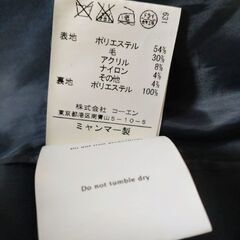 631
表地 ポリエステル 54%
毛 30%
アクリル 8%
ナイロン 4%
その他 4%
裏地 ポリエステル 100%
株式会社 コーエン
東京都港区南青山5-10-5
ミャンマー製
Do not tumble dry